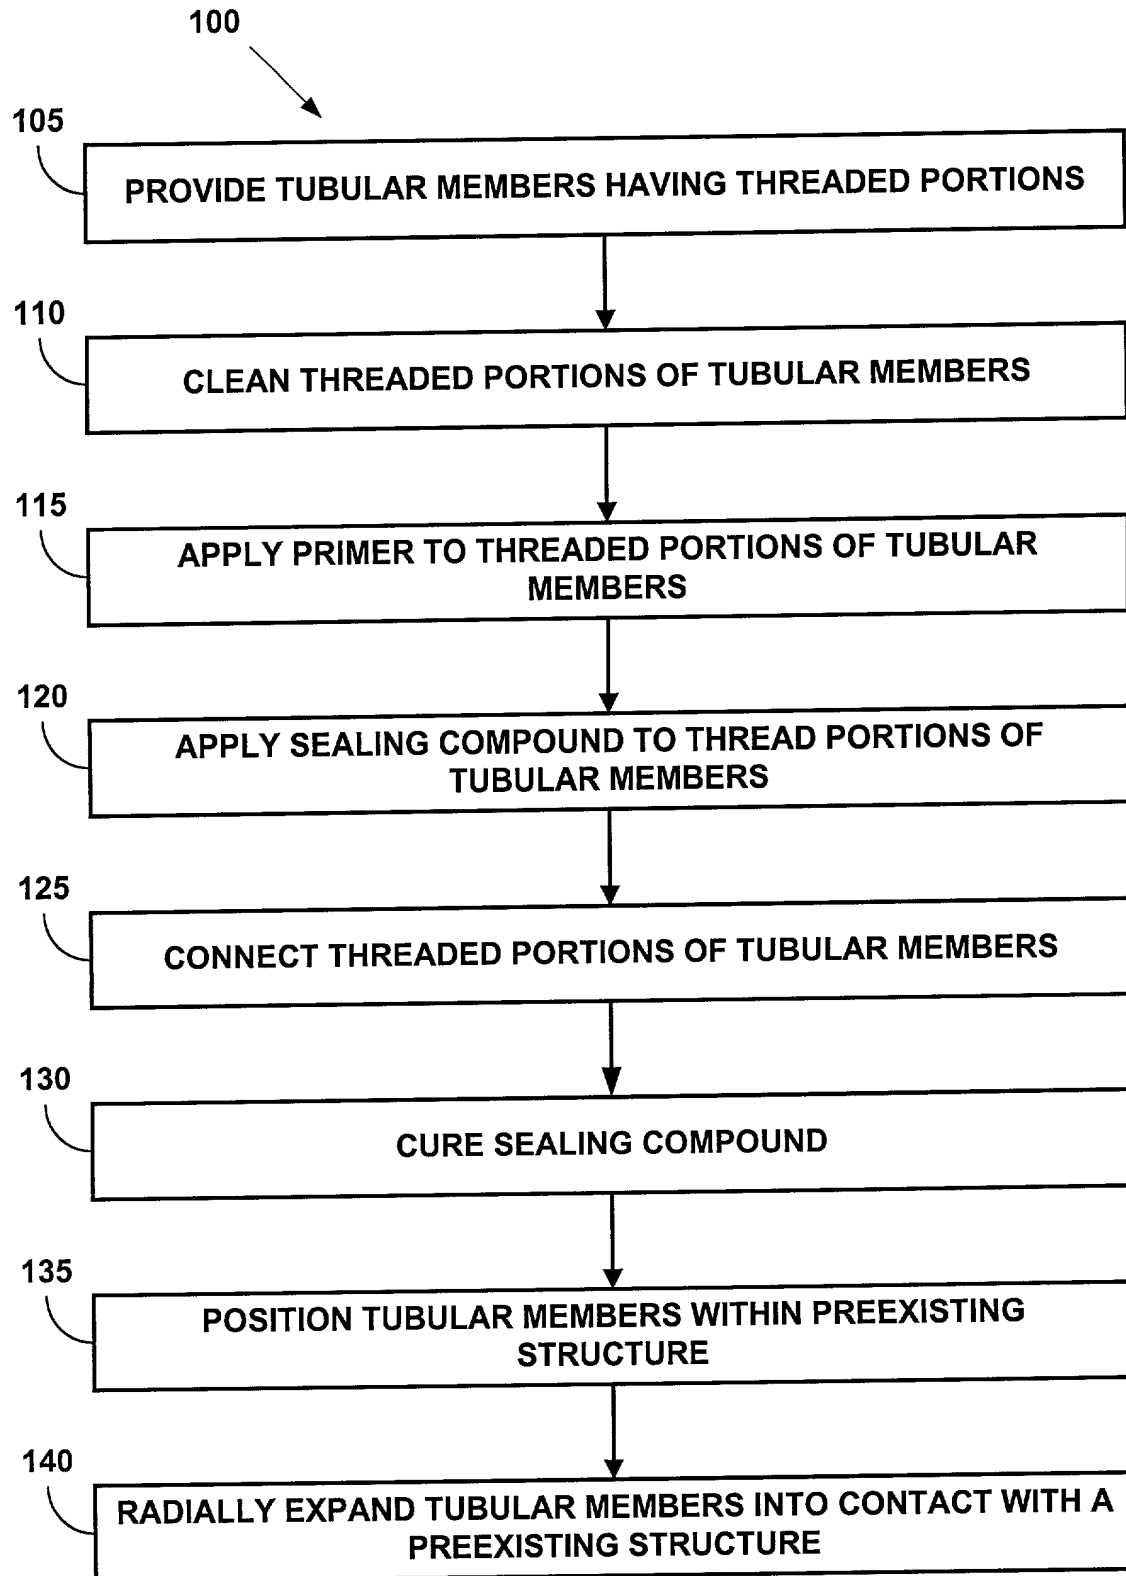 100
105
PROVIDE TUBULAR MEMBERS HAVING THREADED PORTIONS
110
CLEAN THREADED PORTIONS OF TUBULAR MEMBERS
115
APPLY PRIMER TO THREADED PORTIONS OF TUBULAR
MEMBERS
120
APPLY SEALING COMPOUND TO THREAD PORTIONS OF
TUBULAR MEMBERS
125
CONNECT THREADED PORTIONS OF TUBULAR MEMBERS
130
CURE SEALING COMPOUND
135
POSITION TUBULAR MEMBERS WITHIN PREEXISTING
STRUCTURE
140
RADIALLY EXPAND TUBULAR MEMBERS INTO CONTACT WITH A
PREEXISTING STRUCTURE